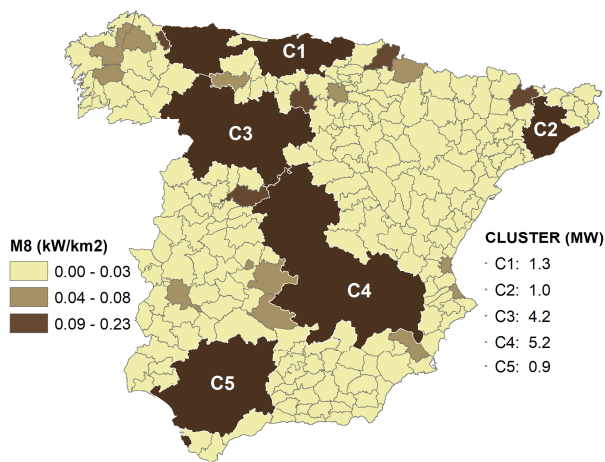 C1
C2
C3
M8 (kW/km2)
0.00 - 0.03
0.04 - 0.08
0.09 - 0.23
CLUSTER (MW)
· C1: 1.3
· C2: 1.0
· C3: 4.2
· C4: 5.2
· C5: 0.9
C4
C5